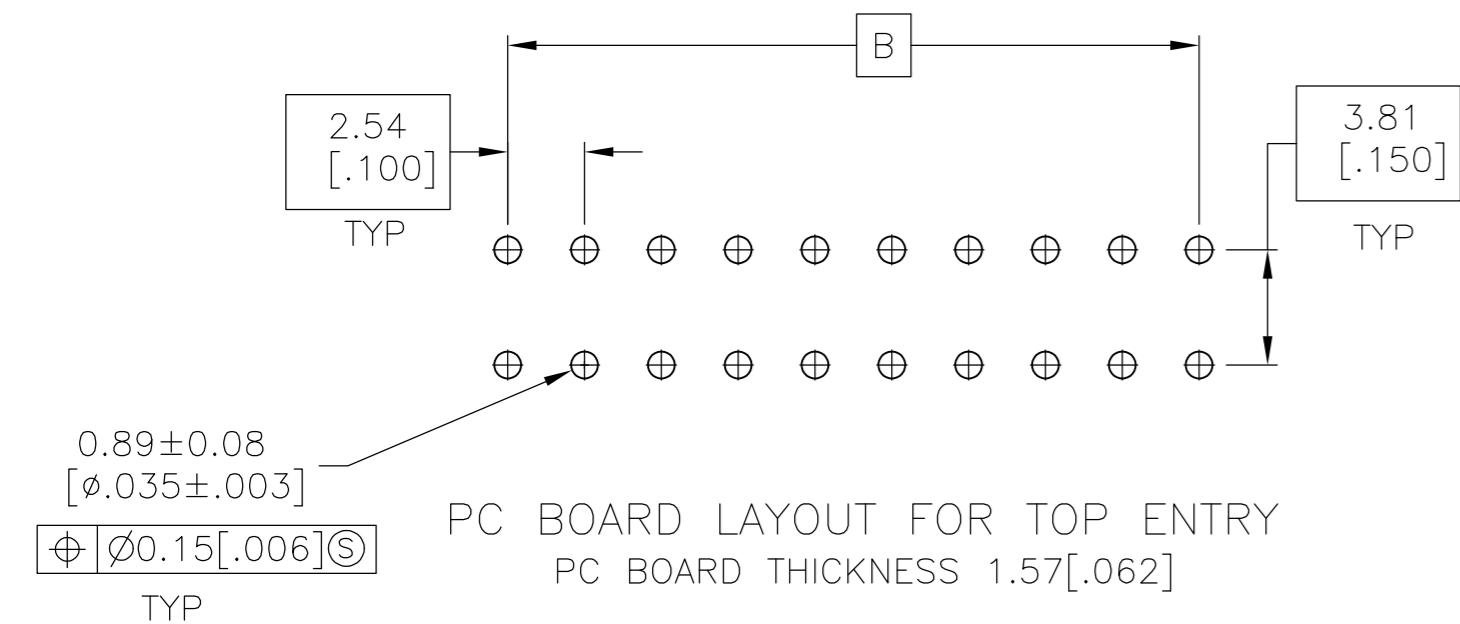 B
2.54
[.100]
TYP
3.81
[.150]
TYP
0.89±0.08
[⌀.035±.003]
⌖ ⌀0.15[.006]Ⓢ
TYP
PC BOARD LAYOUT FOR TOP ENTRY
PC BOARD THICKNESS 1.57[.062]